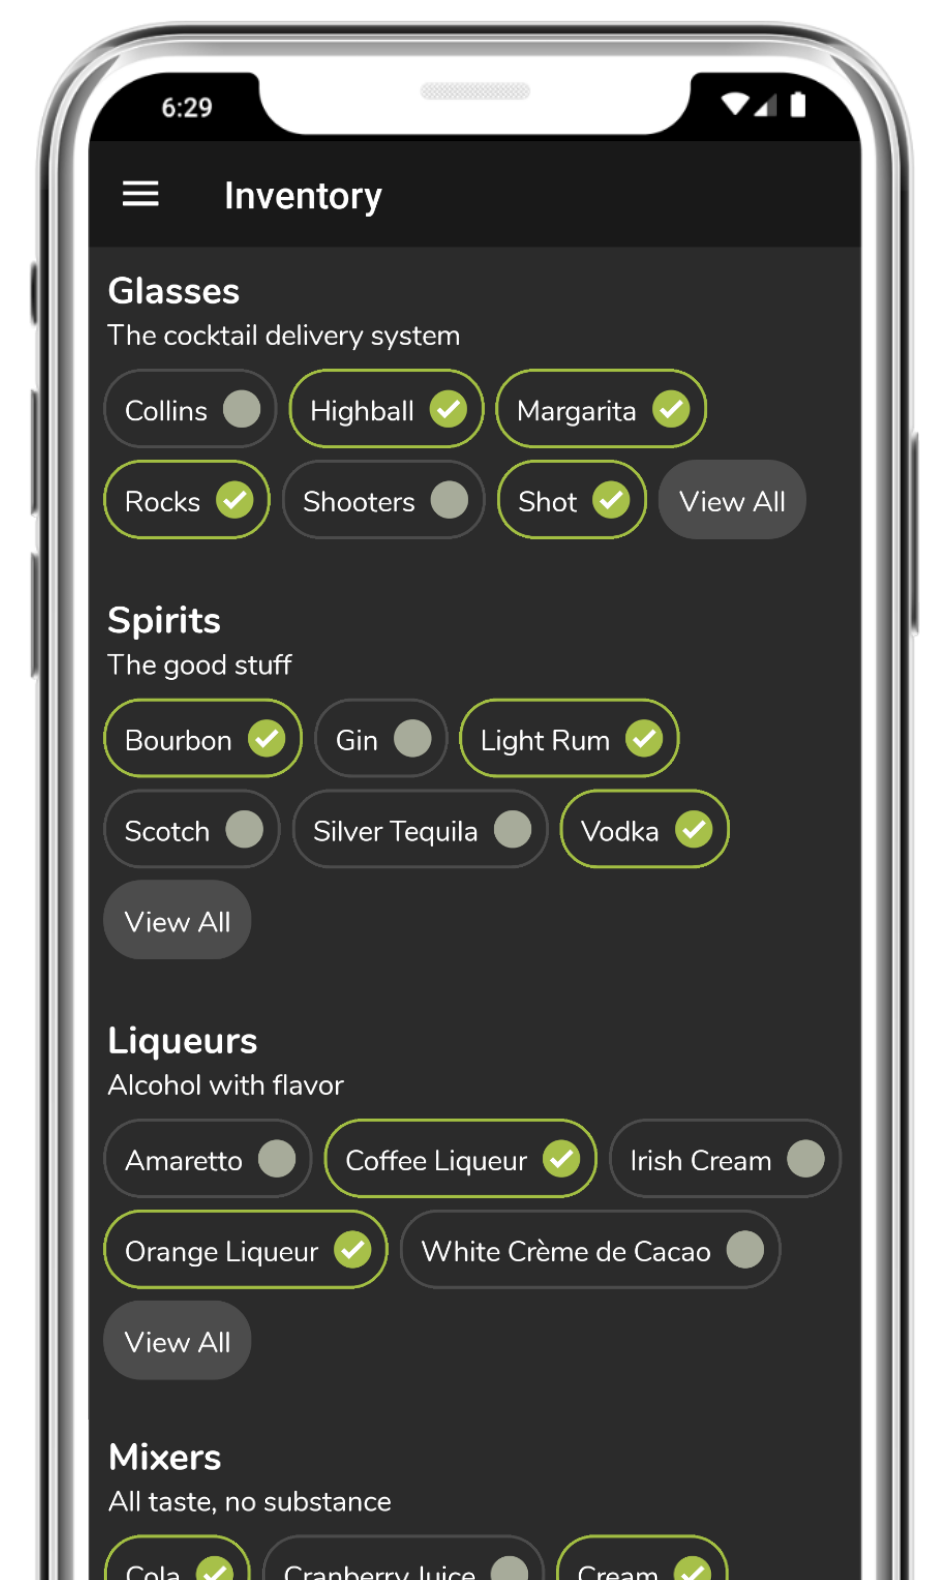 6:29
Inventory
Glasses
The cocktail delivery system
Collins Highball Margarita
Rocks Shooters Shot View All
Spirits
The good stuff
Bourbon Gin Light Rum
Scotch Silver Tequila Vodka
View All
Liqueurs
Alcohol with flavor
Amaretto Coffee Liqueur Irish Cream
Orange Liqueur White Crème de Cacao
View All
Mixers
All taste, no substance
Cola Cranberry Juice Cream